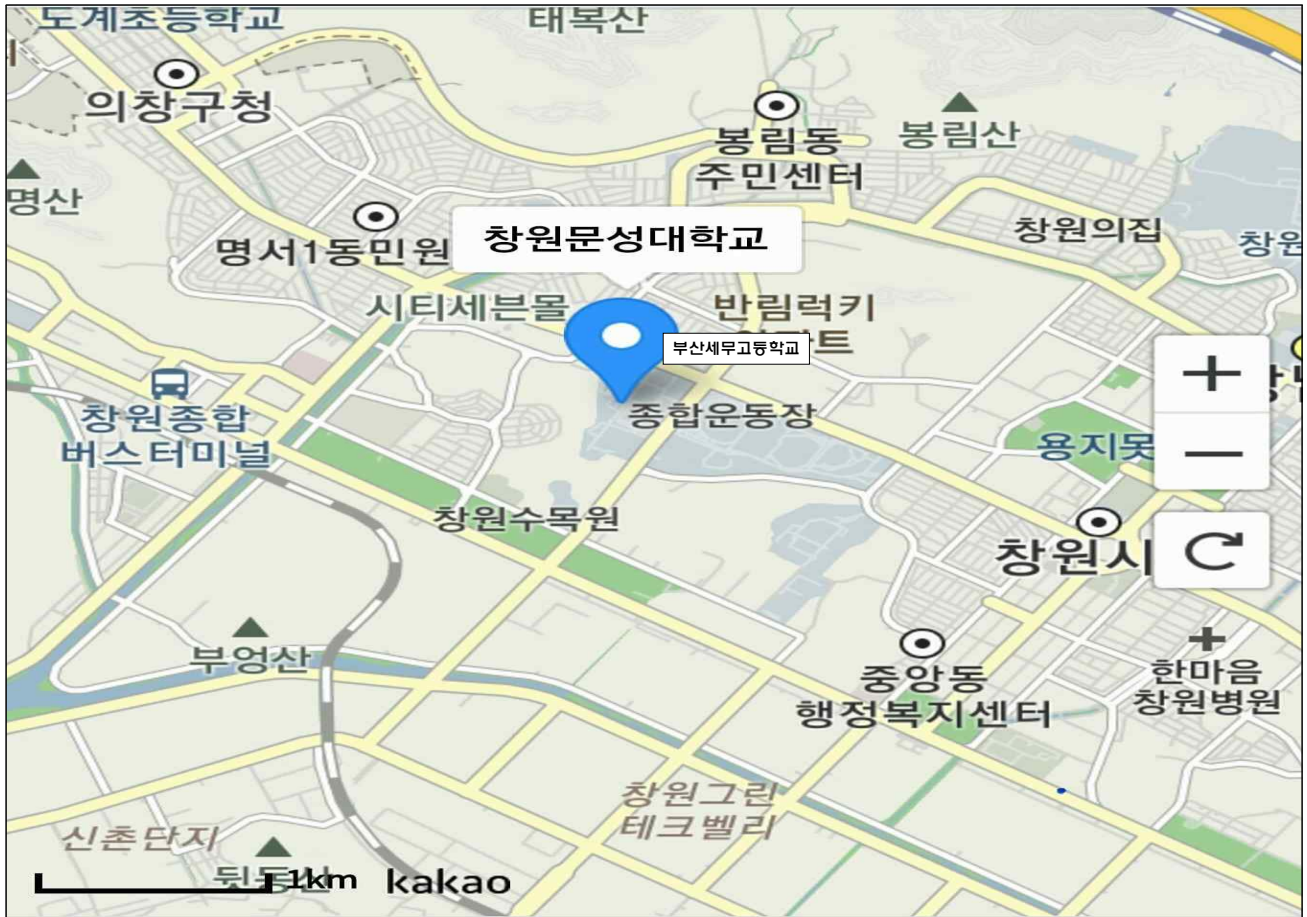 도계초등학교
태복산
의창구청
봉림동
주민센터
봉림산
명산
명서1동민원
창원문성대학교
창원의집
창원
시티세븐몰
반림럭키
트
부산세무고등학교
창원종합
버스터미널
종합운동장
용지못
창원수목원
창원시
부엉산
중앙동
행정복지센터
한마음
창원병원
창원그린
테크밸리
신촌단지
뒷동산
1km kakao